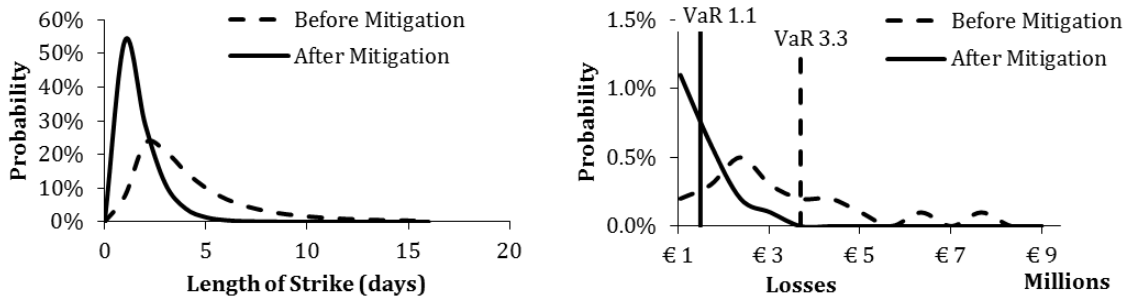 60%
50%
40%
30%
20%
10%
0%
Probability
Before Mitigation
After Mitigation
0
5
10
15
20
Length of Strike (days)
1.5%
1.0%
0.5%
0.0%
Probability
VaR 1.1
VaR 3.3
Before Mitigation
After Mitigation
€ 1
€ 3
€ 5
€ 7
€ 9
Losses
Millions